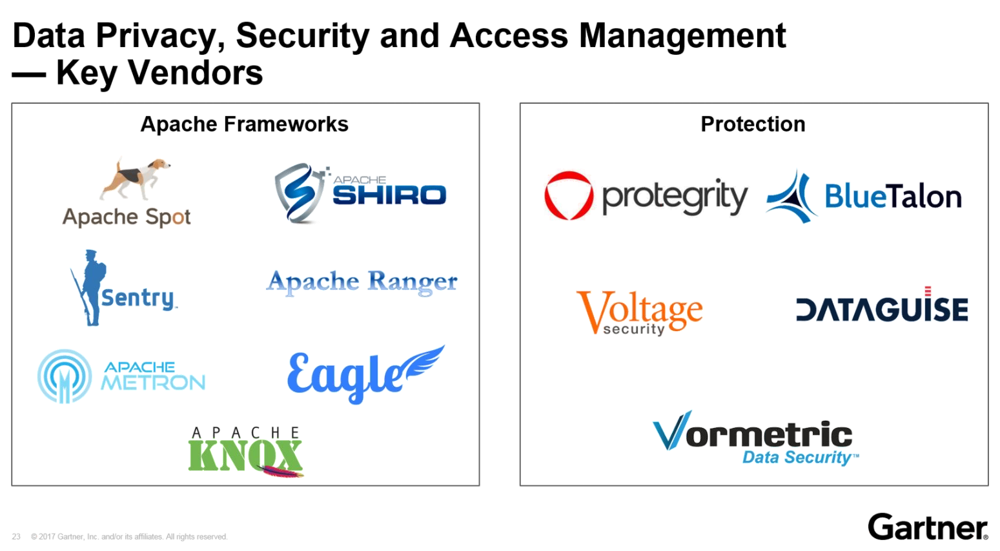 Data Privacy, Security and Access Management
— Key Vendors
Apache Frameworks
Apache Spot
APACHE
SHIRO
Sentry™
Apache Ranger
APACHE
METRON
Eagle
APACHE
KNOX
Protection
protegrity
BlueTalon
Voltage
security
DATAGUISE
Vormetric
Data Security™
23 © 2017 Gartner, Inc. and/or its affiliates. All rights reserved.
Gartner®